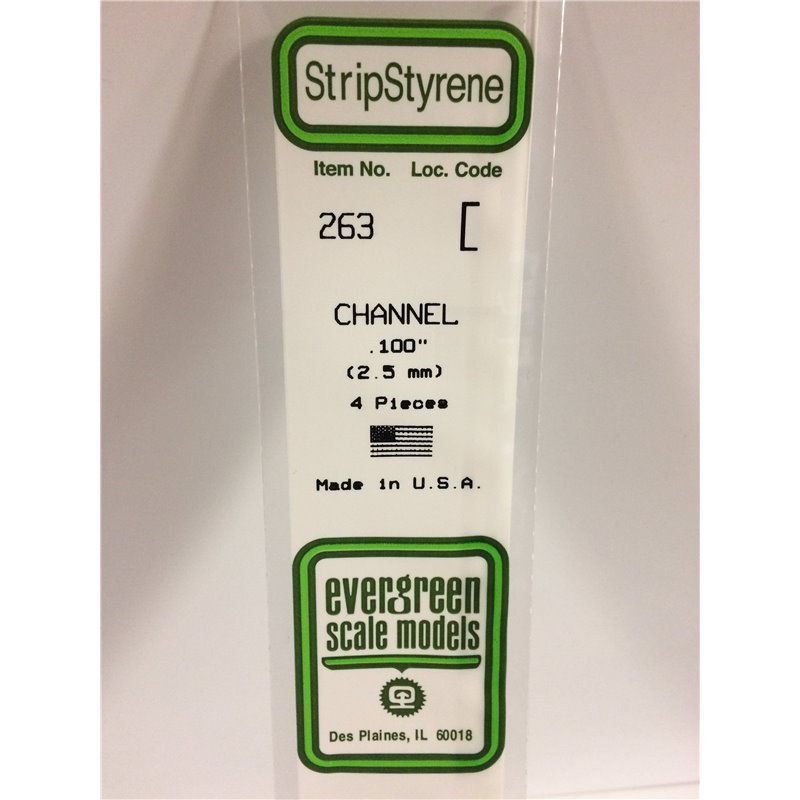 StripStyrene
Item No. Loc. Code
263 [
CHANNEL
.100"
(2.5 mm)
4 Pieces
Made in U.S.A.
evergreen
scale models
Des Plaines, IL 60018